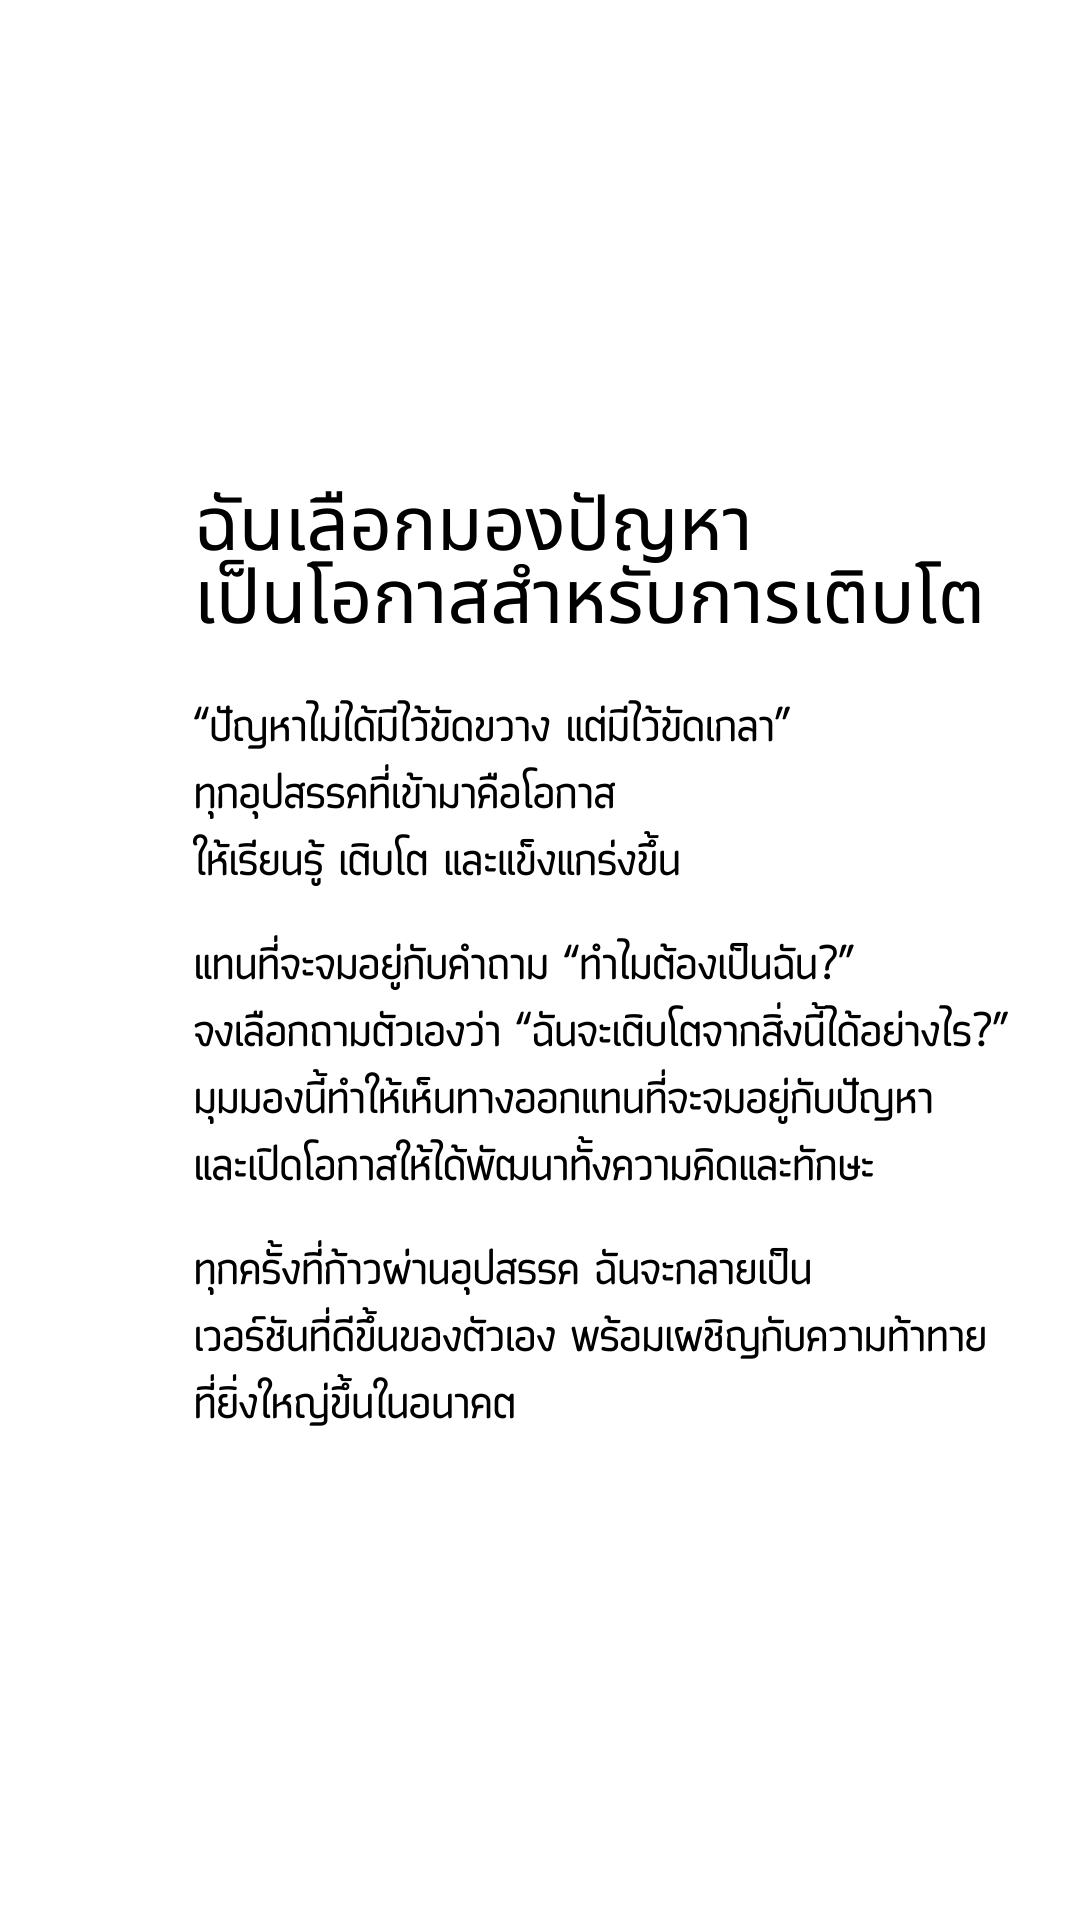 ฉันเลือกมองปัญหา
เป็นโอกาสสำหรับการเติบโต
“ปัญหาไม่ได้มีไว้ขัดขวาง แต่มีไว้ขัดเกลา”
ทุกอุปสรรคที่เข้ามาคือโอกาส
ให้เรียนรู้ เติบโต และแข็งแกร่งขึ้น
แทนที่จะจมอยู่กับคำถาม “ทำไมต้องเป็นฉัน?”
จงเลือกถามตัวเองว่า “ฉันจะเติบโตจากสิ่งนี้ได้อย่างไร?”
มุมมองนี้ทำให้เห็นทางออกแทนที่จะจมอยู่กับปัญหา
และเปิดโอกาสให้ได้พัฒนาทั้งความคิดและทักษะ
ทุกครั้งที่ก้าวผ่านอุปสรรค ฉันจะกลายเป็น
เวอร์ชันที่ดีขึ้นของตัวเอง พร้อมเผชิญกับความท้าทาย
ที่ยิ่งใหญ่ขึ้นในอนาคต